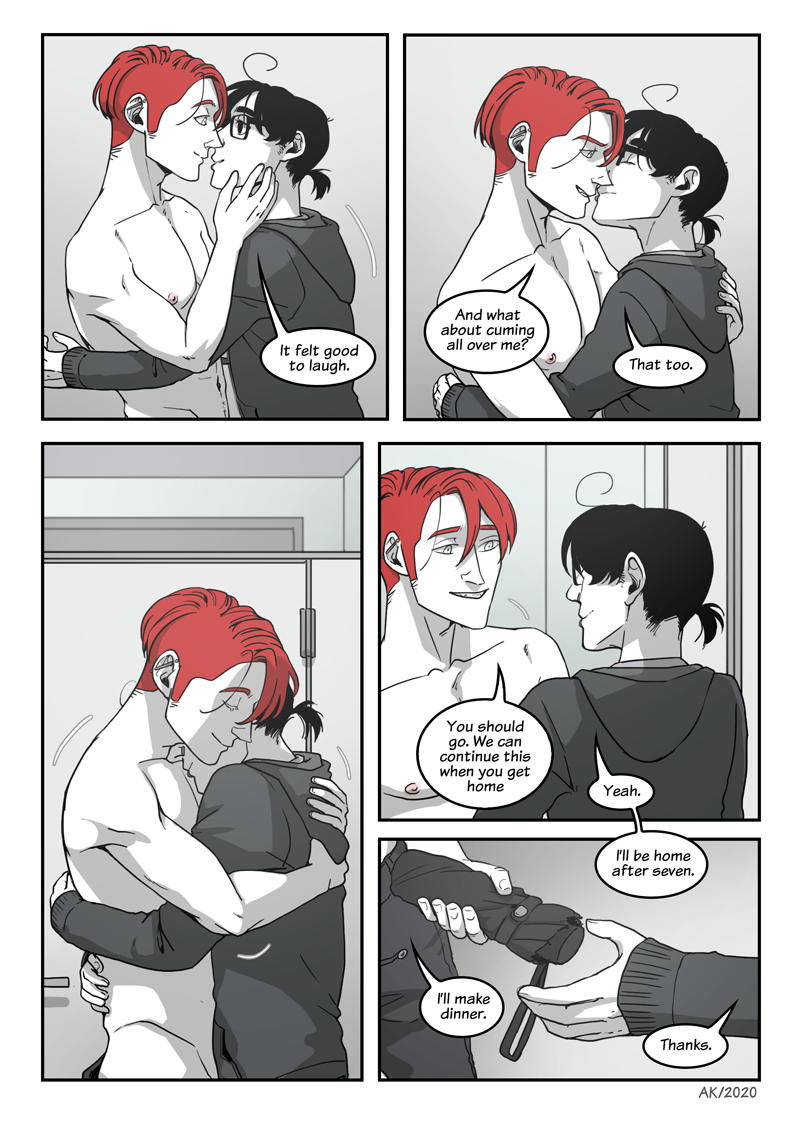 It felt good
to laugh.
And what
about cuming
all over me?
That too.
You should
go. We can
continue this
when you get
home
Yeah.
I'll be home
after seven.
I'll make
dinner.
Thanks.
AK/2020